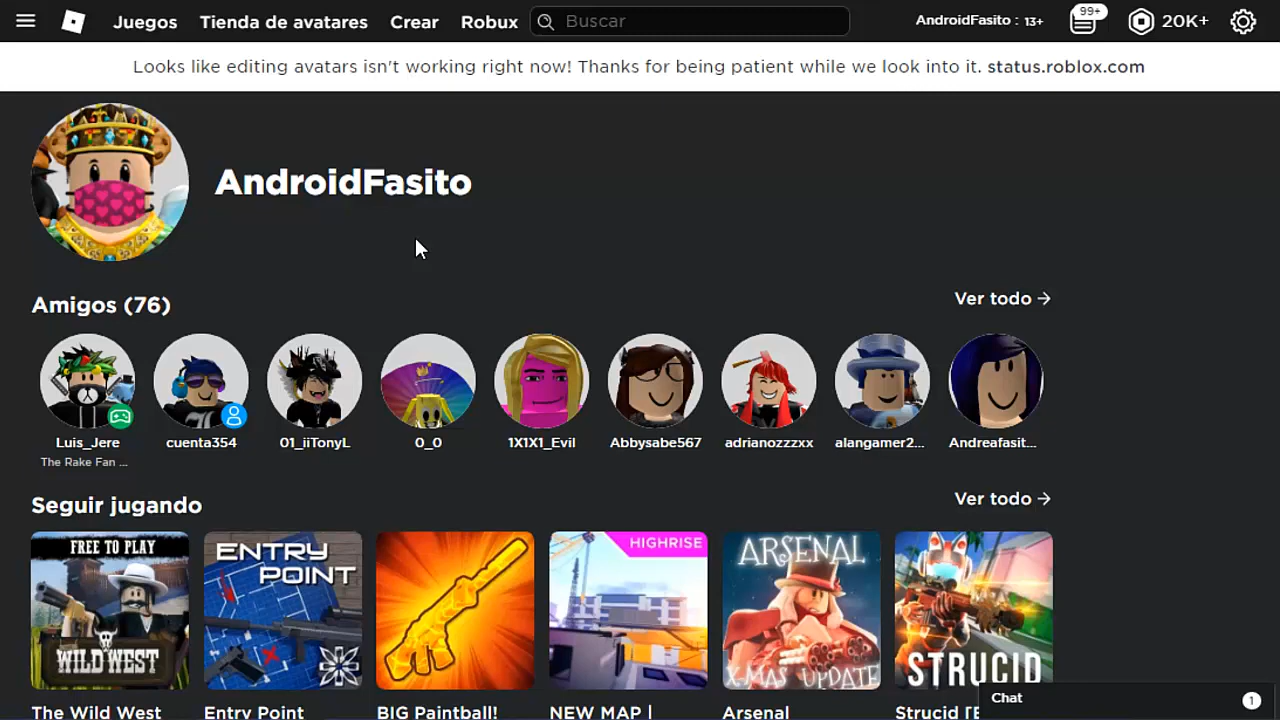 Juegos Tienda de avatares Crear Robux Buscar AndroidFasito : 13+ 99+ 20K+
Looks like editing avatars isn't working right now! Thanks for being patient while we look into it. status.roblox.com
AndroidFasito
Amigos (76) Ver todo →
Luis_Jere cuenta354 01_iiTonyL 0_0 1X1X1_Evil Abbysabe567 adrianozzzxx alangamer2... Andreafasit...
The Rake Fan ...
Seguir jugando Ver todo →
FREE TO PLAY
WILD WEST
ENTRY
POINT
HIGHRISE
ARSENAL
X-MAS UPDATE
STRUCID
The Wild West Entry Point BIG Paintball! NEW MAP | Arsenal Strucid
Chat 1